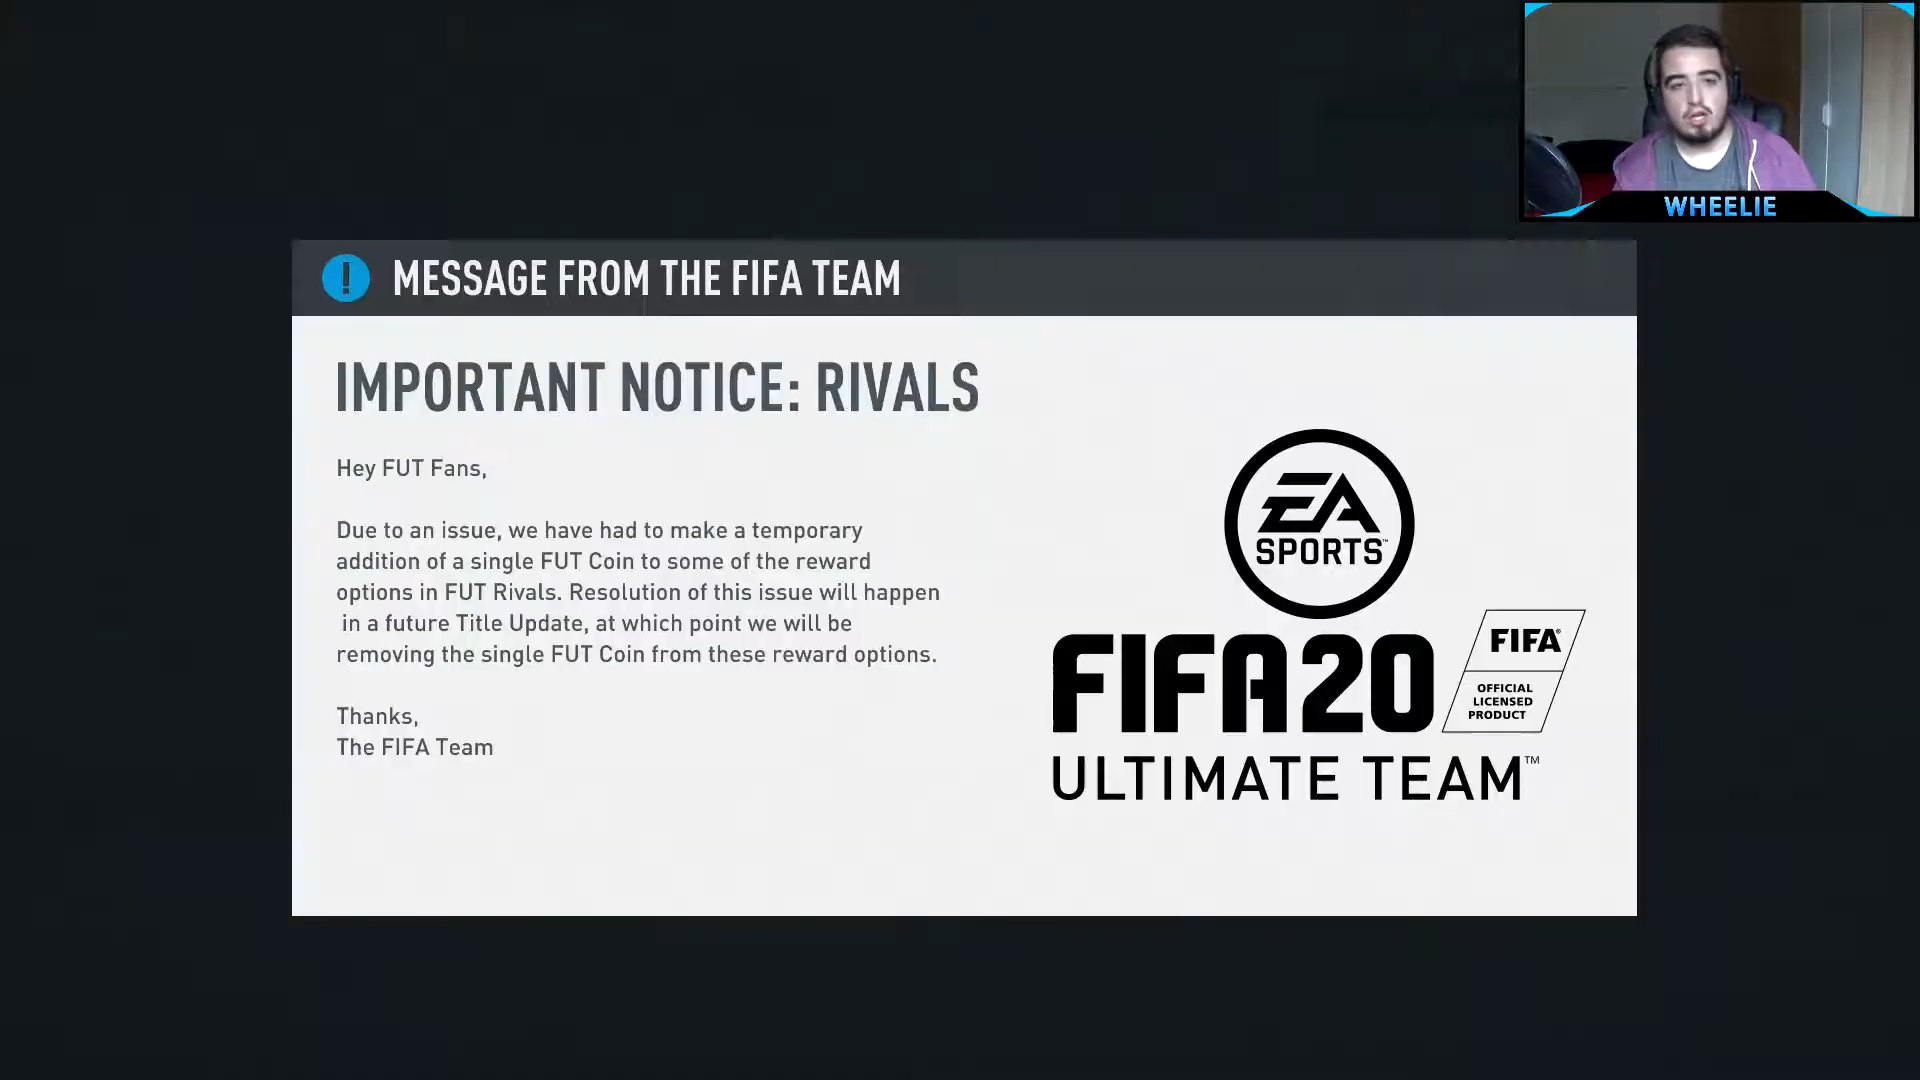 WHEELIE
MESSAGE FROM THE FIFA TEAM
IMPORTANT NOTICE: RIVALS
Hey FUT Fans,
Due to an issue, we have had to make a temporary
addition of a single FUT Coin to some of the reward
options in FUT Rivals. Resolution of this issue will happen
in a future Title Update, at which point we will be
removing the single FUT Coin from these reward options.
Thanks,
The FIFA Team
EA
SPORTS™
FIFA20
ULTIMATE TEAM™
FIFA®
OFFICIAL
LICENSED
PRODUCT